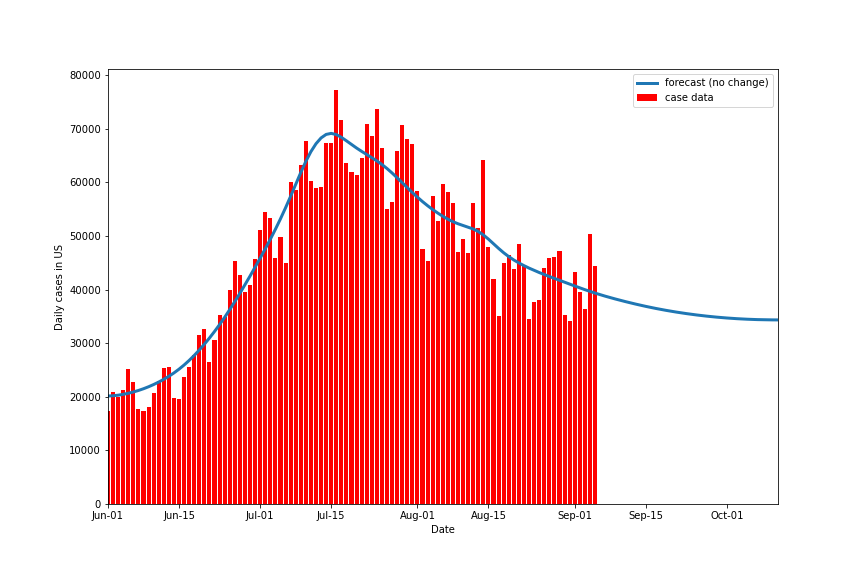 forecast (no change)
case data
Daily cases in US
80000
70000
60000
50000
40000
30000
20000
10000
0
Jun-01 Jun-15 Jul-01 Jul-15 Aug-01 Aug-15 Sep-01 Sep-15 Oct-01
Date